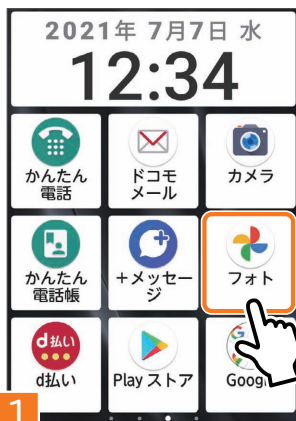 2021年 7月7日 水
12:34
かんたん
電話
ドコモ
メール
カメラ
かんたん
電話帳
+メッセー
ジ
フォト
d払い
d払い
Play ストア
Googl
1